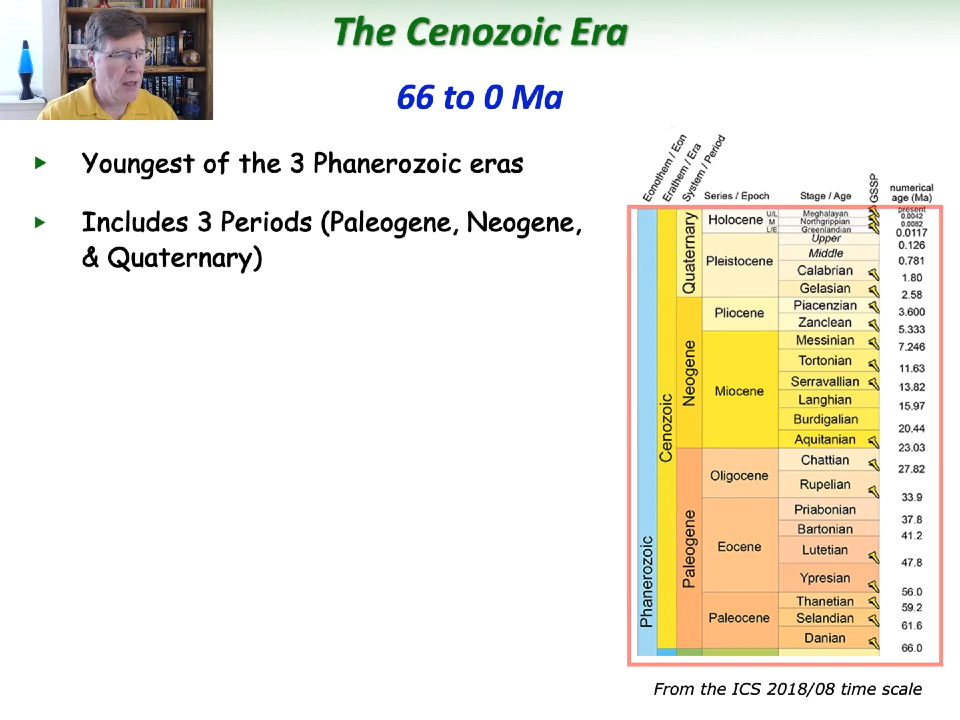 The Cenozoic Era
66 to 0 Ma
Youngest of the 3 Phanerozoic eras
Includes 3 Periods (Paleogene, Neogene,
& Quaternary)
Eonothem / Eon
Erathem / Era
System / Period
Series / Epoch
Stage / Age
GSSP
numerical
age (Ma)
present
Phanerozoic
Cenozoic
Quaternary
Holocene
U/L
M
L/E
Meghalayan
Northgrippian
Greenlandian
0.0042
0.0082
0.0117
Pleistocene
Upper
0.126
Middle
0.781
Calabrian
1.80
Gelasian
2.58
Neogene
Pliocene
Piacenzian
3.600
Zanclean
5.333
Miocene
Messinian
7.246
Tortonian
11.63
Serravallian
13.82
Langhian
15.97
Burdigalian
20.44
Aquitanian
23.03
Paleogene
Oligocene
Chattian
27.82
Rupelian
33.9
Eocene
Priabonian
37.8
Bartonian
41.2
Lutetian
47.8
Ypresian
56.0
Paleocene
Thanetian
59.2
Selandian
61.6
Danian
66.0
From the ICS 2018/08 time scale